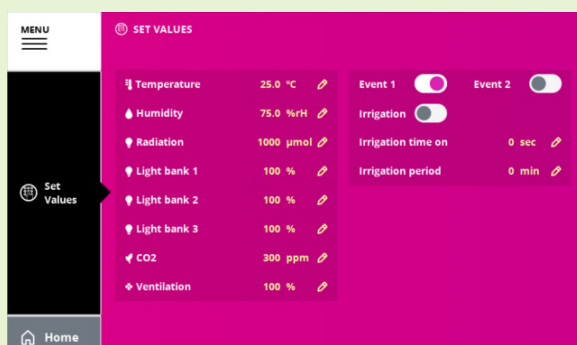 MENU
SET VALUES
Temperature 25.0 °C
Humidity 75.0 %rH
Radiation 1000 µmol
Light bank 1 100 %
Light bank 2 100 %
Light bank 3 100 %
CO2 300 ppm
Ventilation 100 %
Event 1 Event 2
Irrigation
Irrigation time on 0 sec
Irrigation period 0 min
Set
Values
Home